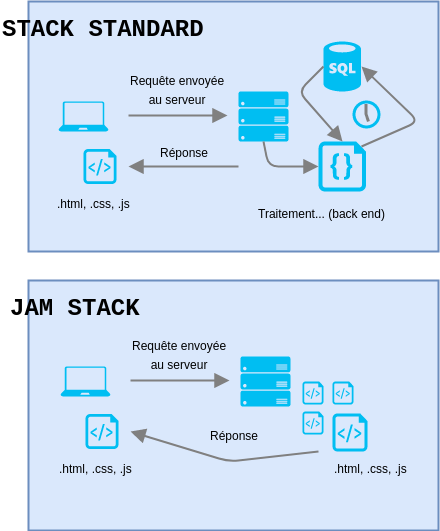 STACK STANDARD
Requête envoyée
au serveur
SQL
Réponse
{}
</>
.html, .css, .js
Traitement... (back end)
JAM STACK
Requête envoyée
au serveur
</> </>
</>
</>
Réponse
</>
.html, .css, .js
.html, .css, .js